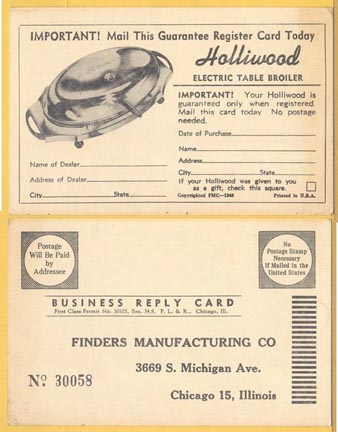 IMPORTANT! Mail This Guarantee Register Card Today
Holliwood
ELECTRIC TABLE BROILER
IMPORTANT! Your Holliwood is
guaranteed only when registered.
Mail this card today No postage
needed.
Date of Purchase
Name
Address
City State
If your Holliwood was given to you
as a gift, check this square.
Copyrighted FMC—1948 Printed in U.S.A.
Name of Dealer
Address of Dealer
City State
Postage
Will Be Paid
by
Addressee
No
Postage Stamp
Necessary
If Mailed in the
United States
BUSINESS REPLY CARD
First Class Permit No. 30103, Sec. 34.9, P. L. & R., Chicago, Ill.
FINDERS MANUFACTURING CO
3669 S. Michigan Ave.
Chicago 15, Illinois
No 30058